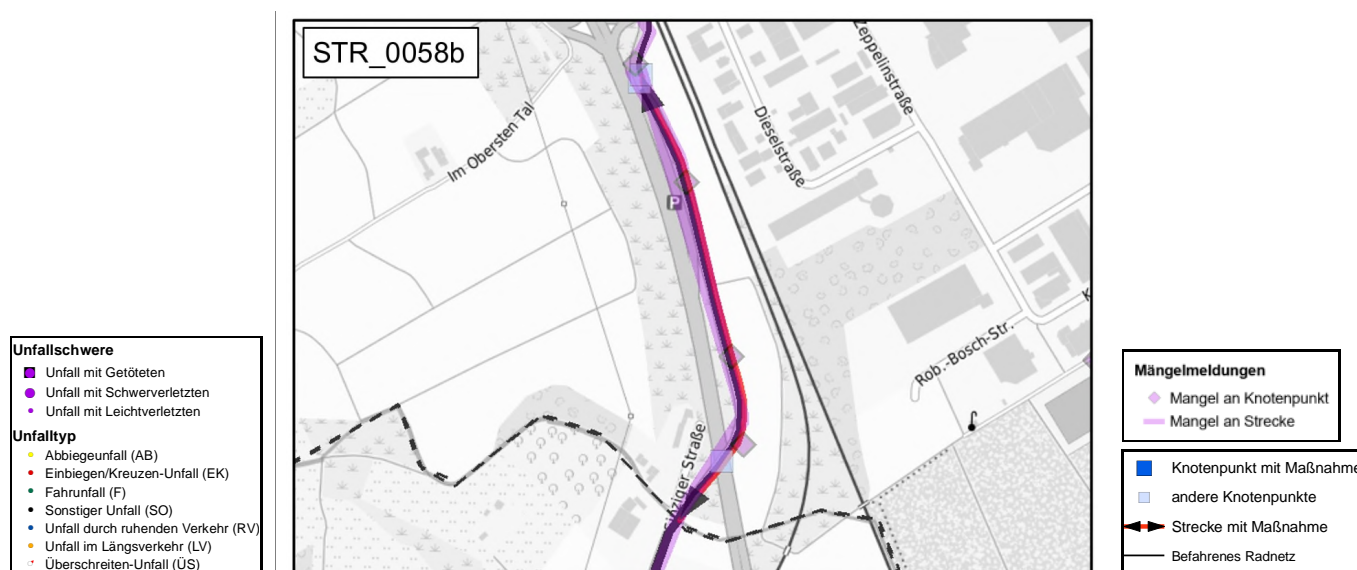 STR_0058b
Zeppelinstraße
Dieselstraße
Im Obersten Tal
P
Rob.-Bosch-Str.
K
Sinziger Straße
Unfallschwere
Unfall mit Getöteten
Unfall mit Schwerverletzten
Unfall mit Leichtverletzten
Unfalltyp
Abbiegeunfall (AB)
Einbiegen/Kreuzen-Unfall (EK)
Fahrunfall (F)
Sonstiger Unfall (SO)
Unfall durch ruhenden Verkehr (RV)
Unfall im Längsverkehr (LV)
Überschreiten-Unfall (ÜS)
Mängelmeldungen
Mangel an Knotenpunkt
Mangel an Strecke
Knotenpunkt mit Maßnahme
andere Knotenpunkte
Strecke mit Maßnahme
Befahrenes Radnetz